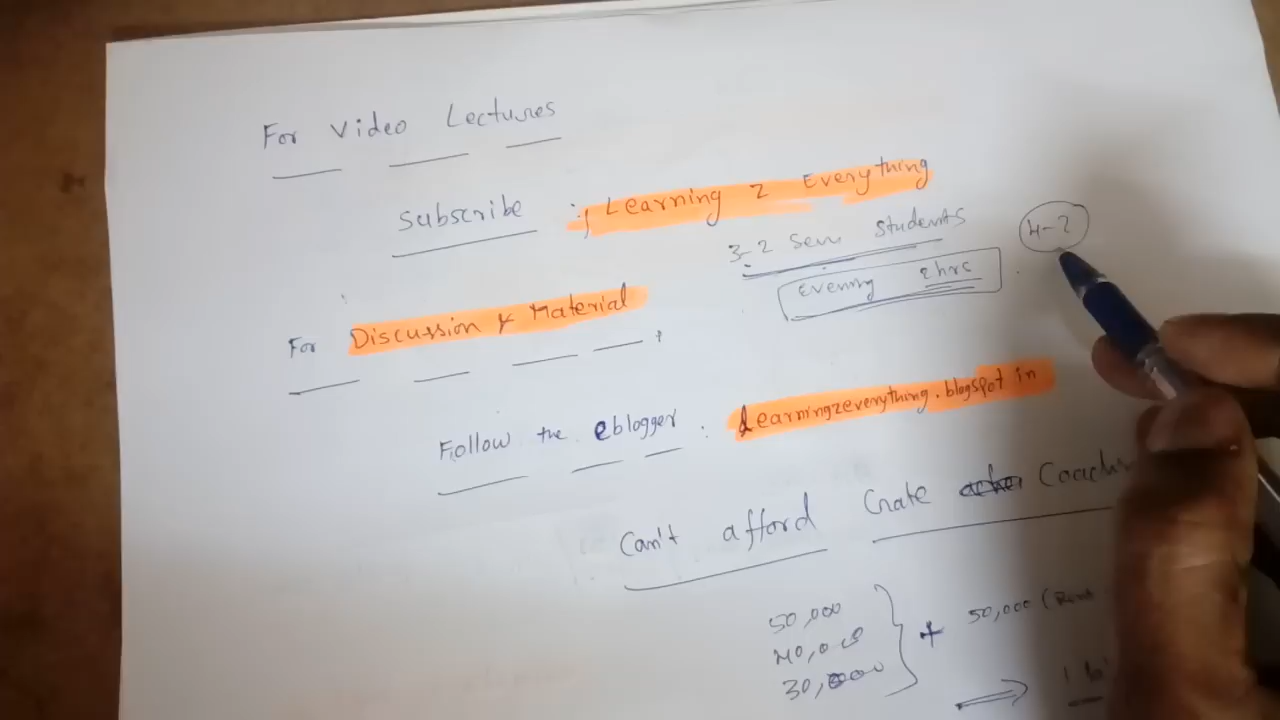 For Video Lectures
Subscribe : Learning 2 Everything
3-2 Sem Students
4-2
Evening 2hrs
For Discussion & Material
Follow the eblogger : Learning2everything.blogspot in
Can't afford Gate
50,000
40,000
30,000
+ 50,000 (Rent